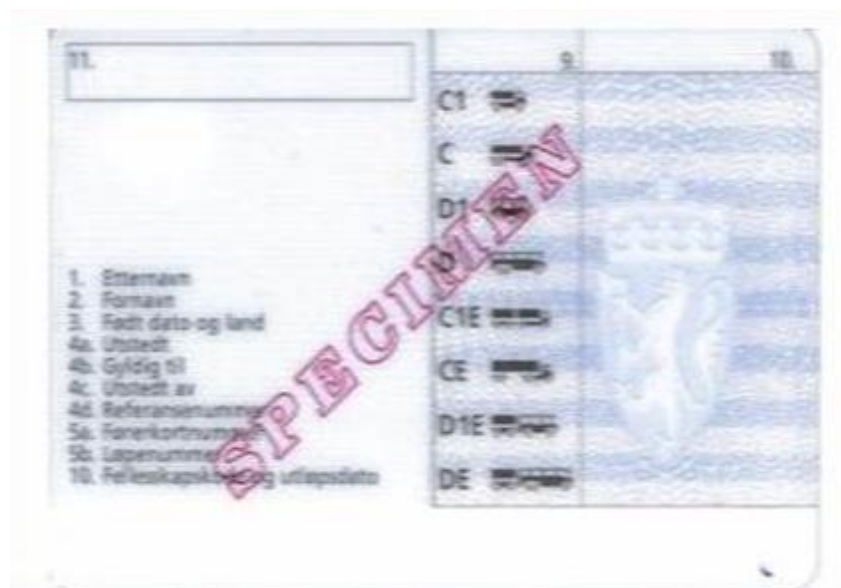 11.
9. 10.
C1
C
D1
D
C1E
CE
D1E
DE
1. Etternavn
2. Fornavn
3. Født dato og land
4a. Utstedt
4b. Gyldig til
4c. Utstedt av
4d. Referansenummer
5a. Førerkortnummer
5b. Løpenummer
10. Fellesskapskode og utløpsdato
SPECIMEN